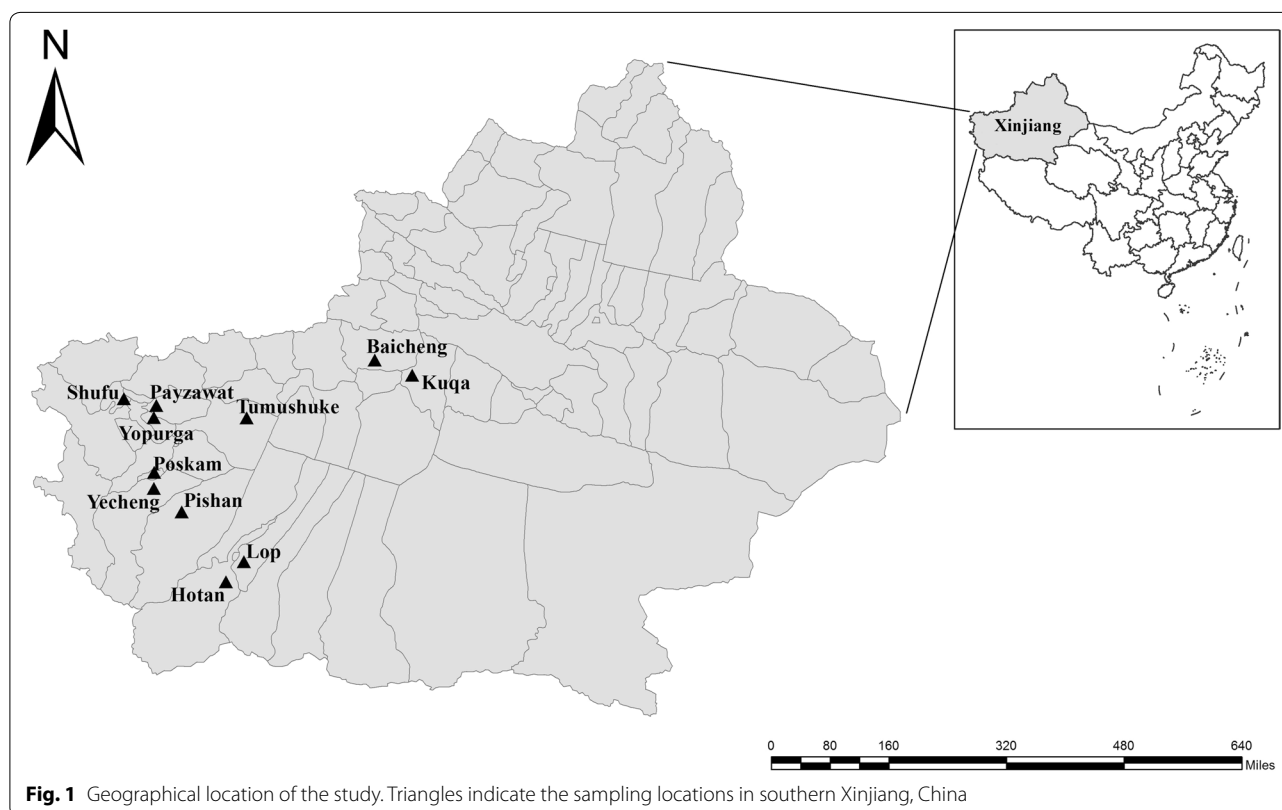 N
Xinjiang
Baicheng
Kuqa
Shufu
Payzawat
Tumushuke
Yopurga
Poskam
Yecheng
Pishan
Lop
Hotan
0 80 160 320 480 640
Miles
Fig. 1 Geographical location of the study. Triangles indicate the sampling locations in southern Xinjiang, China